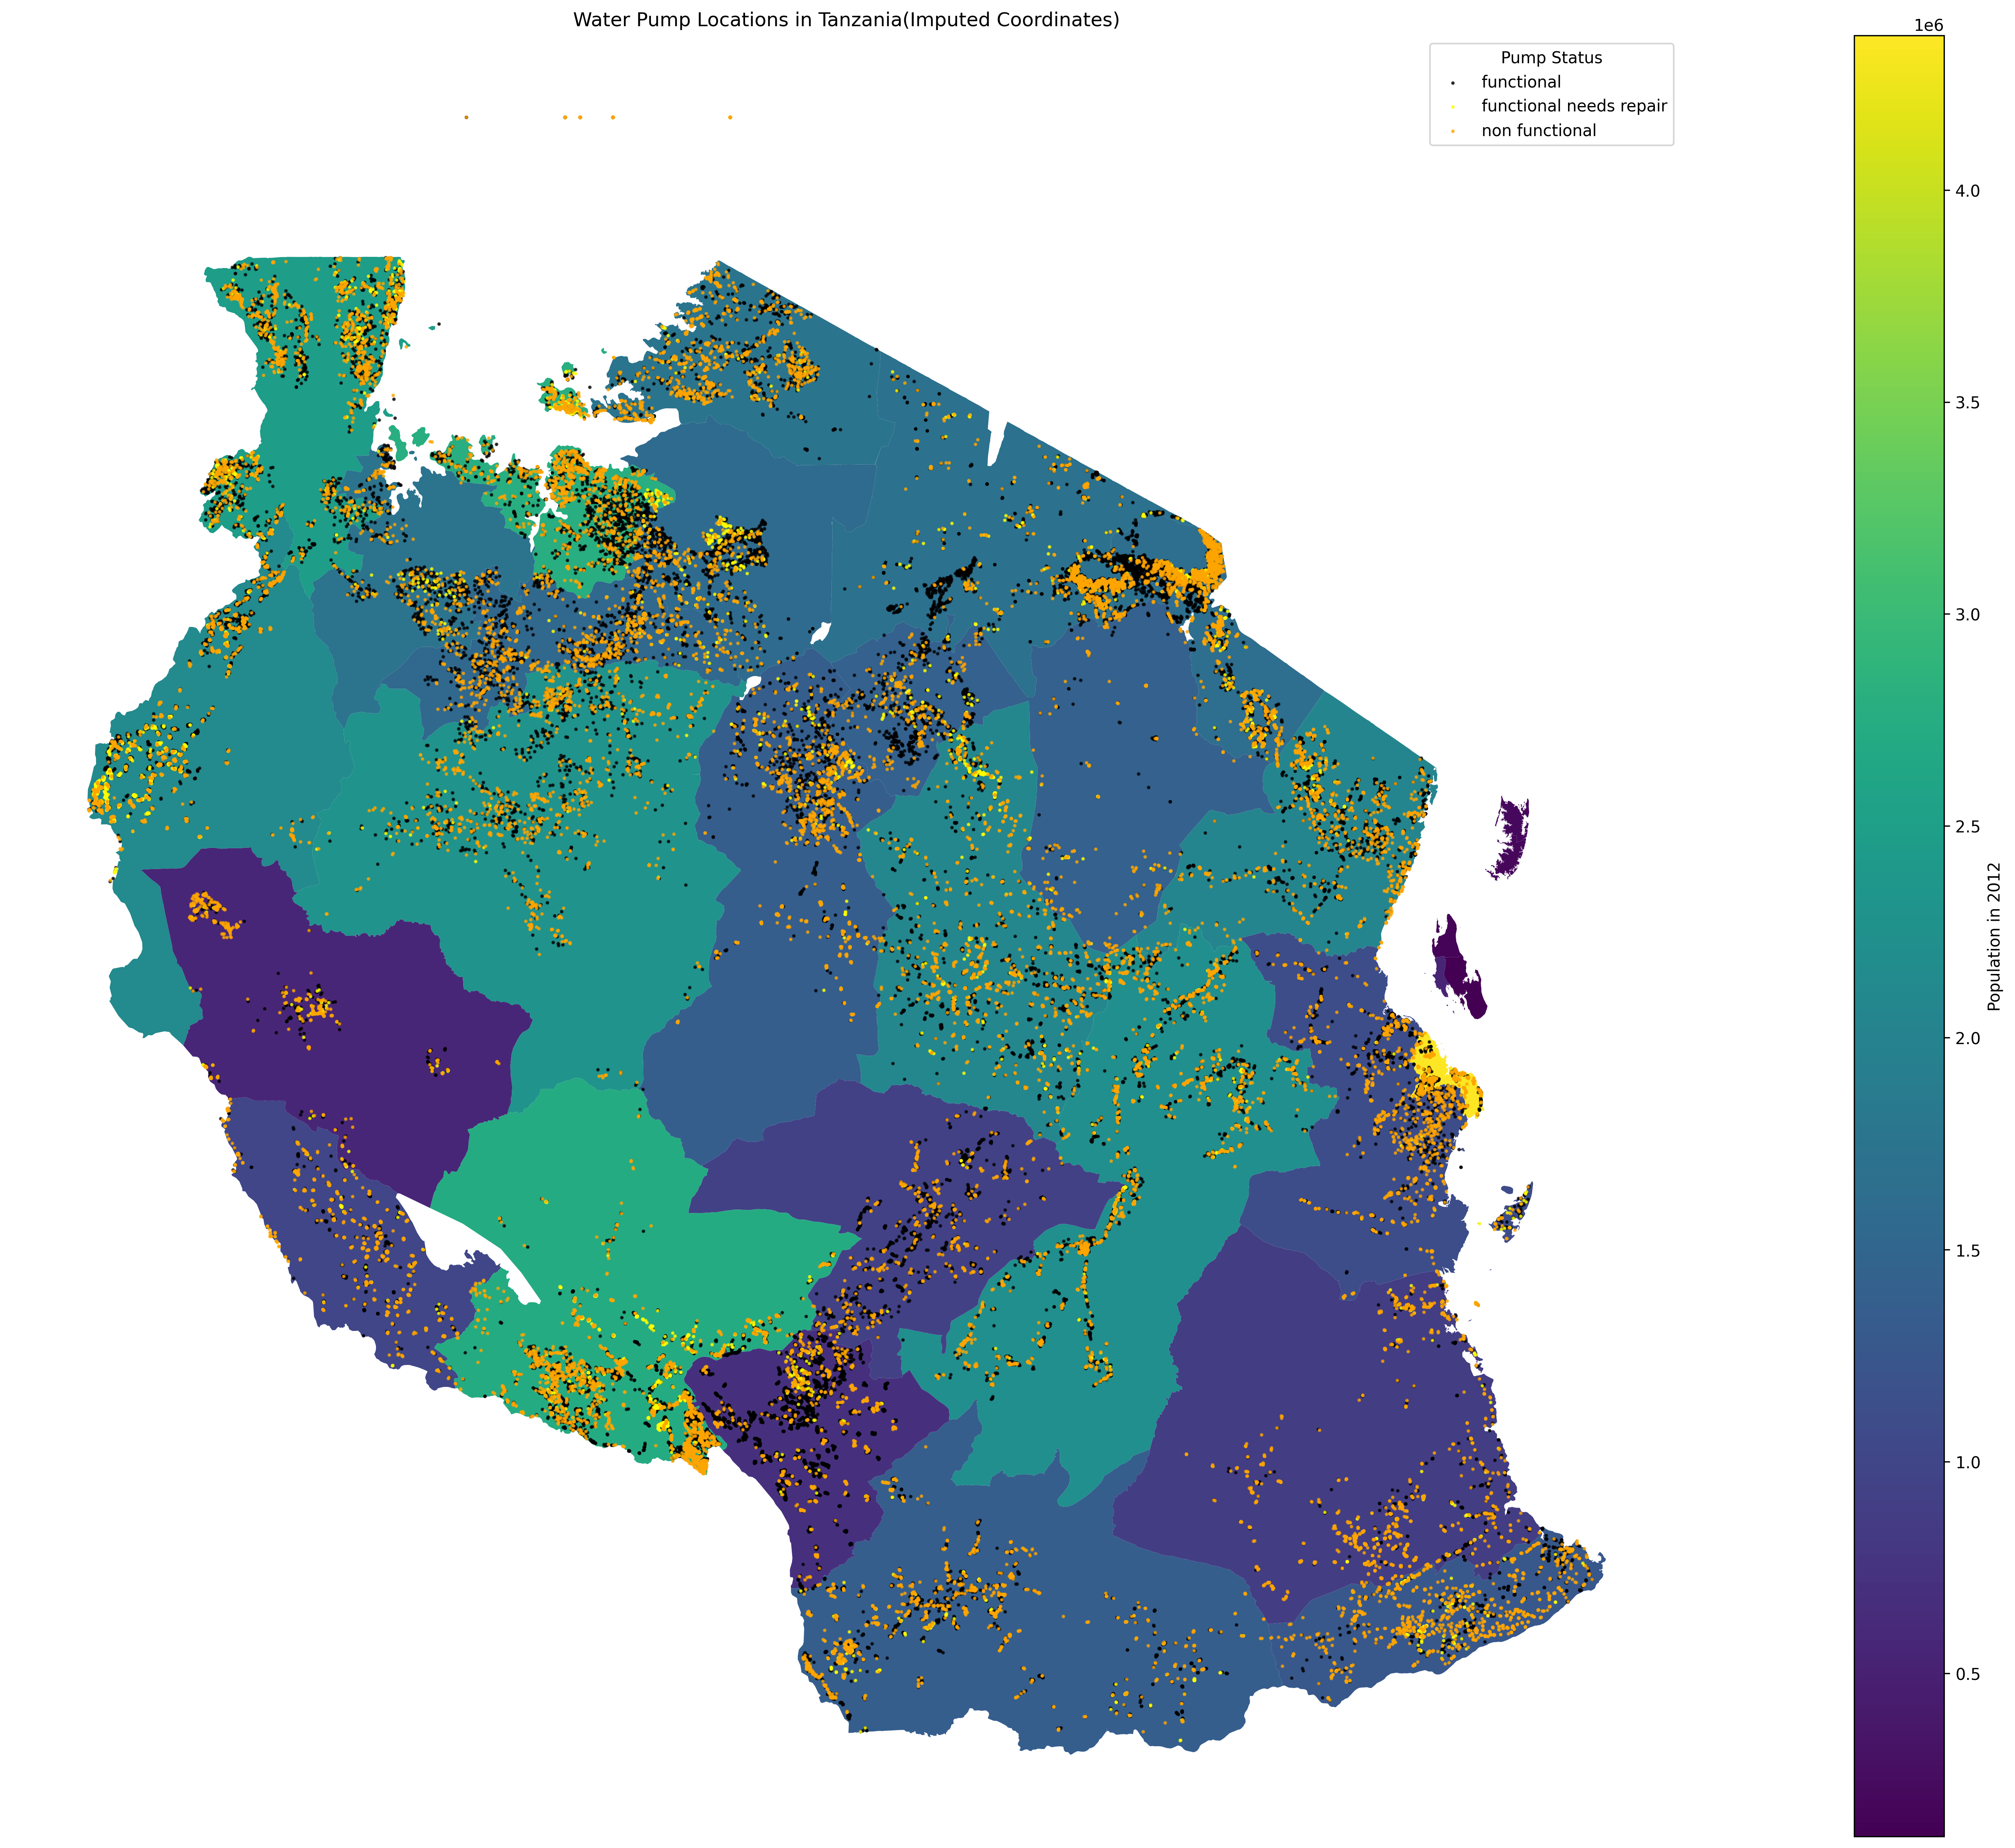 Water Pump Locations in Tanzania(Imputed Coordinates)
Pump Status
functional
functional needs repair
non functional
1e6
4.0
3.5
3.0
2.5
2.0
1.5
1.0
0.5
Population in 2012